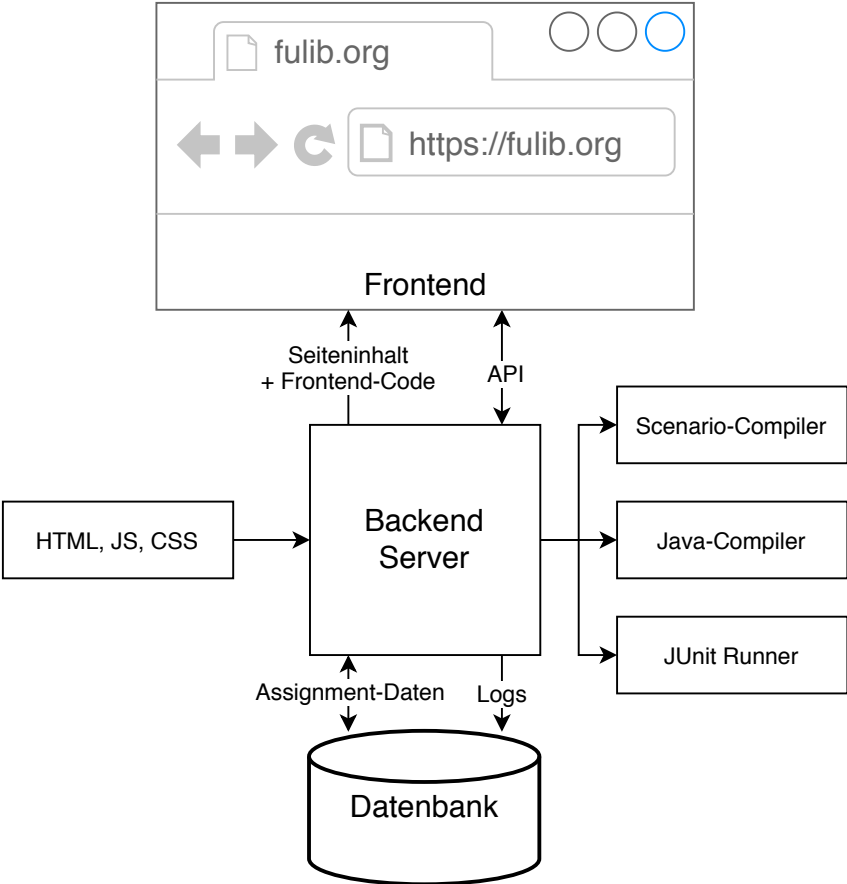 fulib.org
https://fulib.org
Frontend
Seiteninhalt
+ Frontend-Code
API
Scenario-Compiler
HTML, JS, CSS
Backend
Server
Java-Compiler
JUnit Runner
Assignment-Daten
Logs
Datenbank